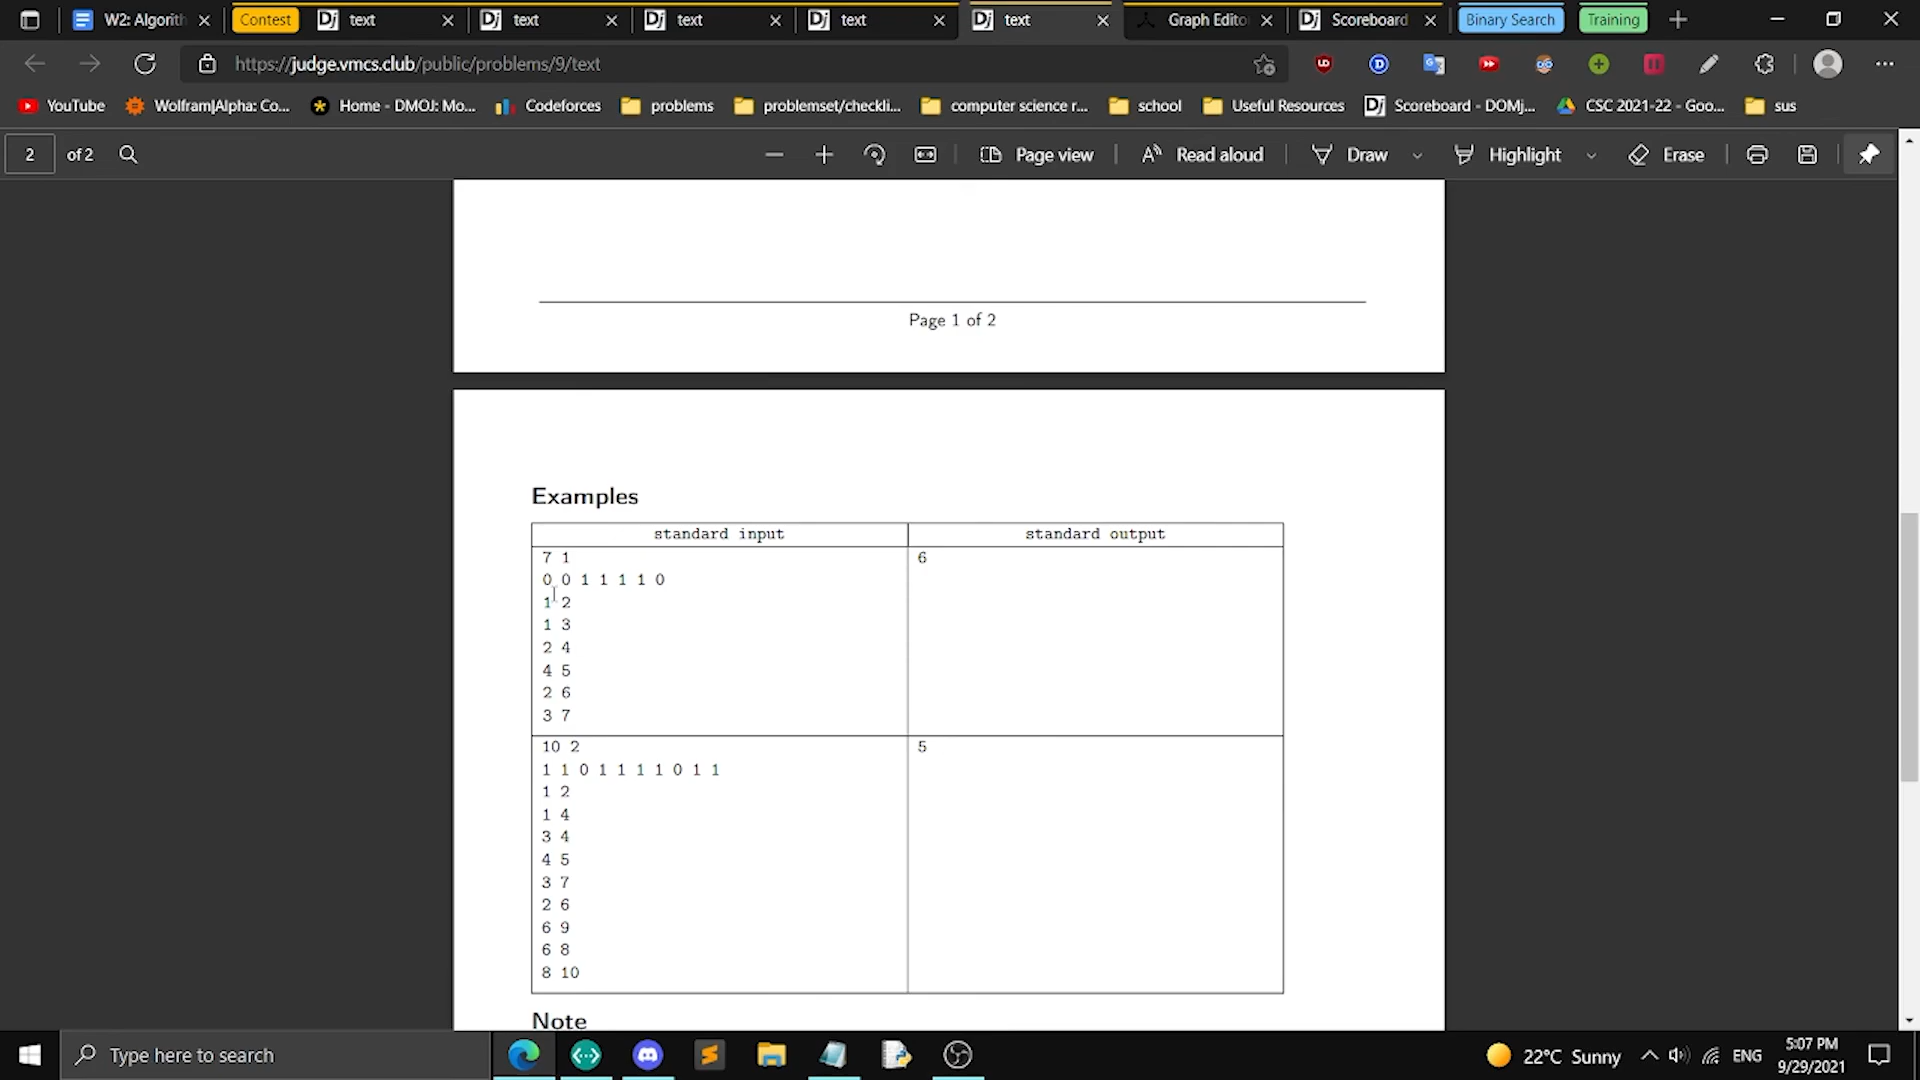 W2: Algorith
Contest
text
text
text
text
text
Graph Edito
Scoreboard
Binary Search
Training
https://judge.vmcs.club/public/problems/9/text
YouTube
Wolfram|Alpha: Co...
Home - DMOJ: Mo...
Codeforces
problems
problemset/checkli...
computer science r...
school
Useful Resources
Scoreboard - DOMj...
CSC 2021-22 - Goo...
sus
2 of 2
Page view
Read aloud
Draw
Highlight
Erase
Page 1 of 2
Examples
standard input standard output
7 1 6
0 0 1 1 1 1 0
1 2
1 3
2 4
4 5
2 6
3 7
10 2 5
1 1 0 1 1 1 1 0 1 1
1 2
1 4
3 4
4 5
3 7
2 6
6 9
6 8
8 10
Note
Type here to search
22°C Sunny
ENG
5:07 PM
9/29/2021